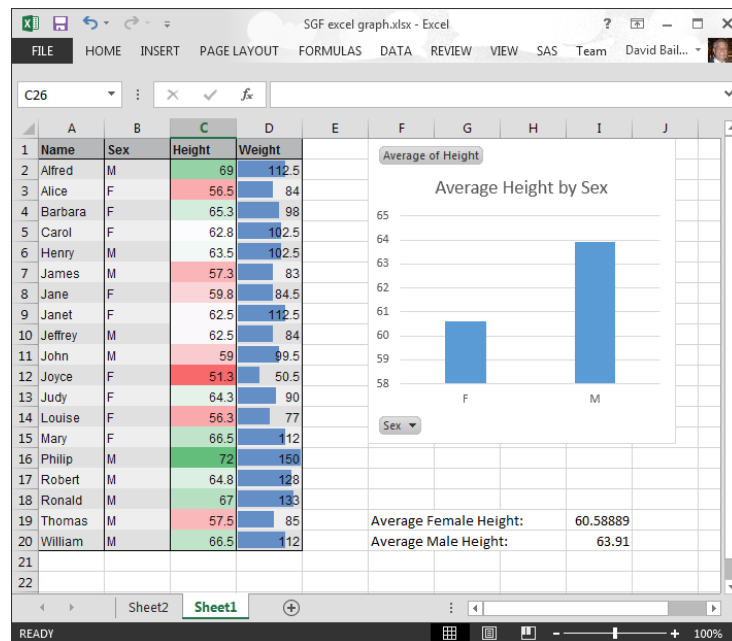 SGF excel graph.xlsx - Excel
?
FILE HOME INSERT PAGE LAYOUT FORMULAS DATA REVIEW VIEW SAS Team David Bail...
C26 fx
A B C D E F G H I J
1 Name Sex Height Weight
2 Alfred M 69 112.5
3 Alice F 56.5 84
4 Barbara F 65.3 98
5 Carol F 62.8 102.5
6 Henry M 63.5 102.5
7 James M 57.3 83
8 Jane F 59.8 84.5
9 Janet F 62.5 112.5
10 Jeffrey M 62.5 84
11 John M 59 99.5
12 Joyce F 51.3 50.5
13 Judy F 64.3 90
14 Louise F 56.3 77
15 Mary F 66.5 112
16 Philip M 72 150
17 Robert M 64.8 128
18 Ronald M 67 133
19 Thomas M 57.5 85
20 William M 66.5 112
21
22
Average of Height
Average Height by Sex
65
64
63
62
61
60
59
58
F M
Sex
Average Female Height: 60.58889
Average Male Height: 63.91
Sheet2 Sheet1
READY 100%